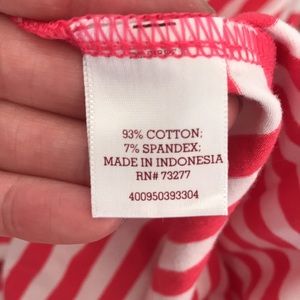 93% COTTON;
7% SPANDEX;
MADE IN INDONESIA
RN# 73277
400950393304